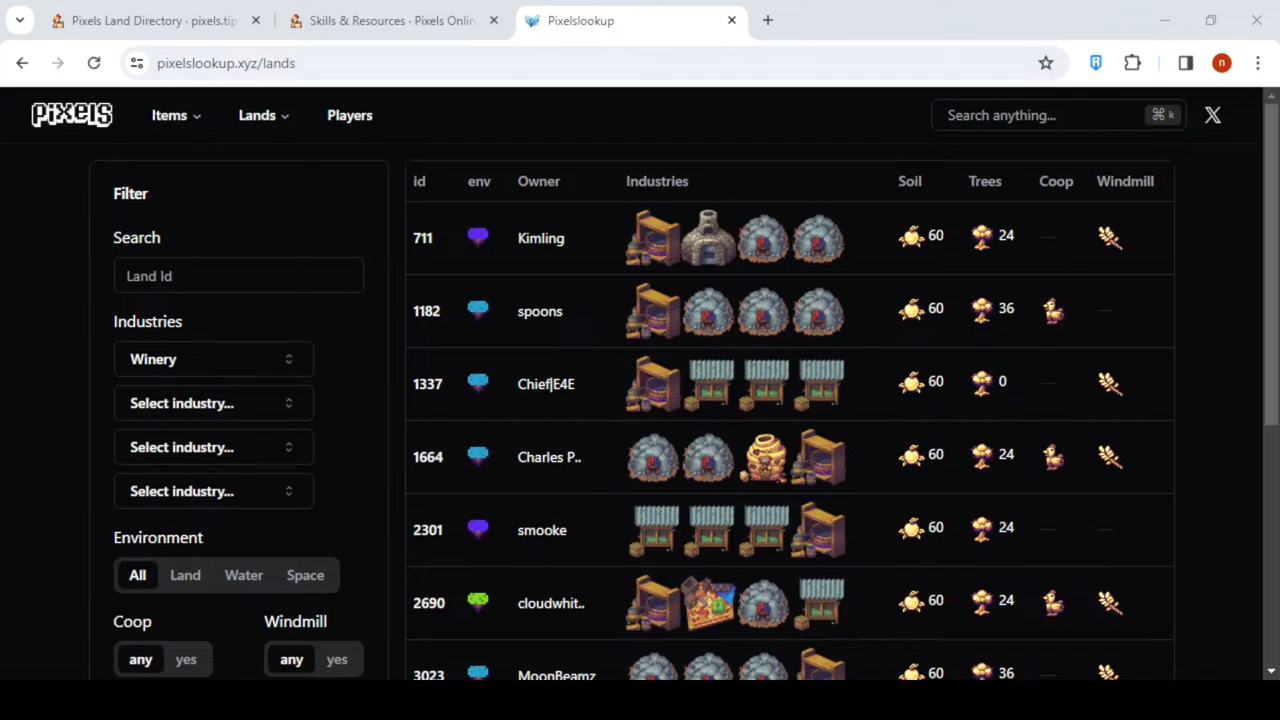 Pixels Land Directory · pixels.tip
Skills & Resources · Pixels Onlin
Pixelslookup
pixelslookup.xyz/lands
n
PIXELS
Items
Lands
Players
Search anything...
⌘ k
Filter
Search
Land Id
Industries
Winery
Select industry...
Select industry...
Select industry...
Environment
All Land Water Space
Coop Windmill
any yes any yes
id env Owner Industries Soil Trees Coop Windmill
711 Kimling 60 24 —
1182 spoons 60 36 —
1337 Chief|E4E 60 0 —
1664 Charles P.. 60 24
2301 smooke 60 24 — —
2690 cloudwhit.. 60 24
3023 MoonBeamz 60 36